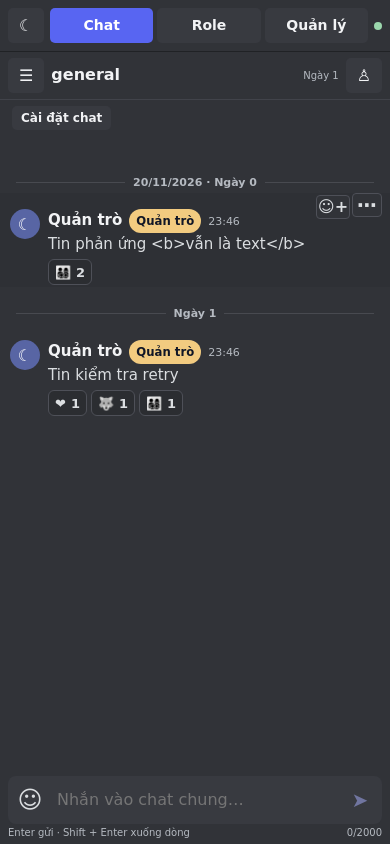 Chat Role Quản lý
general Ngày 1
Cài đặt chat
20/11/2026 · Ngày 0
Quản trò Quản trò 23:46
Tin phản ứng <b>vẫn là text</b>
👨‍👩‍👧‍👦 2
Ngày 1
Quản trò Quản trò 23:46
Tin kiểm tra retry
❤ 1 🐺 1 👨‍👩‍👧‍👦 1
Nhắn vào chat chung...
Enter gửi · Shift + Enter xuống dòng 0/2000